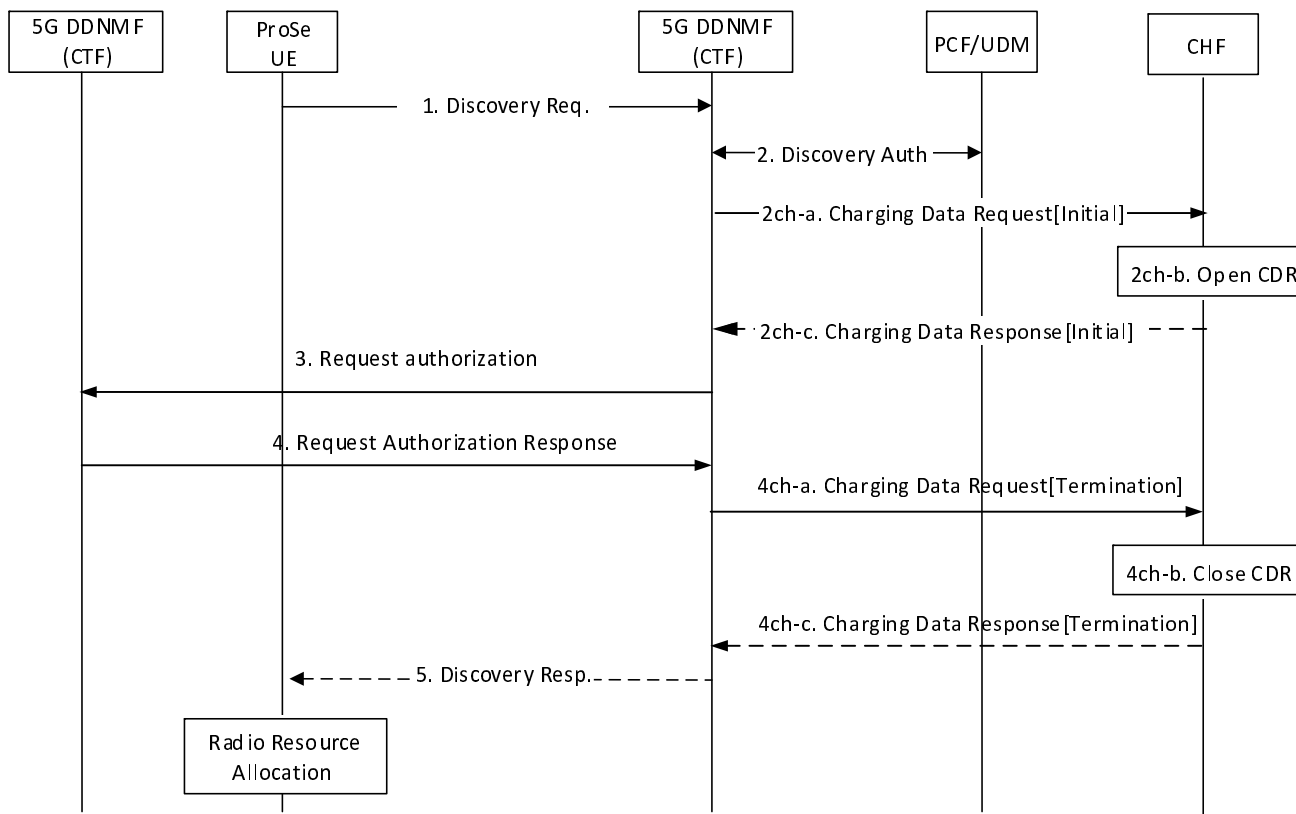 5G DDNMF
(CTF)
ProSe
UE
5G DDNMF
(CTF)
PCF/UDM
CHF
1. Discovery Req.
2. Discovery Auth
2ch-a. Charging Data Request[Initial]
2ch-b. Open CDR
2ch-c. Charging Data Response[Initial]
3. Request authorization
4. Request Authorization Response
4ch-a. Charging Data Request[Termination]
4ch-b. Close CDR
4ch-c. Charging Data Response[Termination]
5. Discovery Resp.
Radio Resource
Allocation